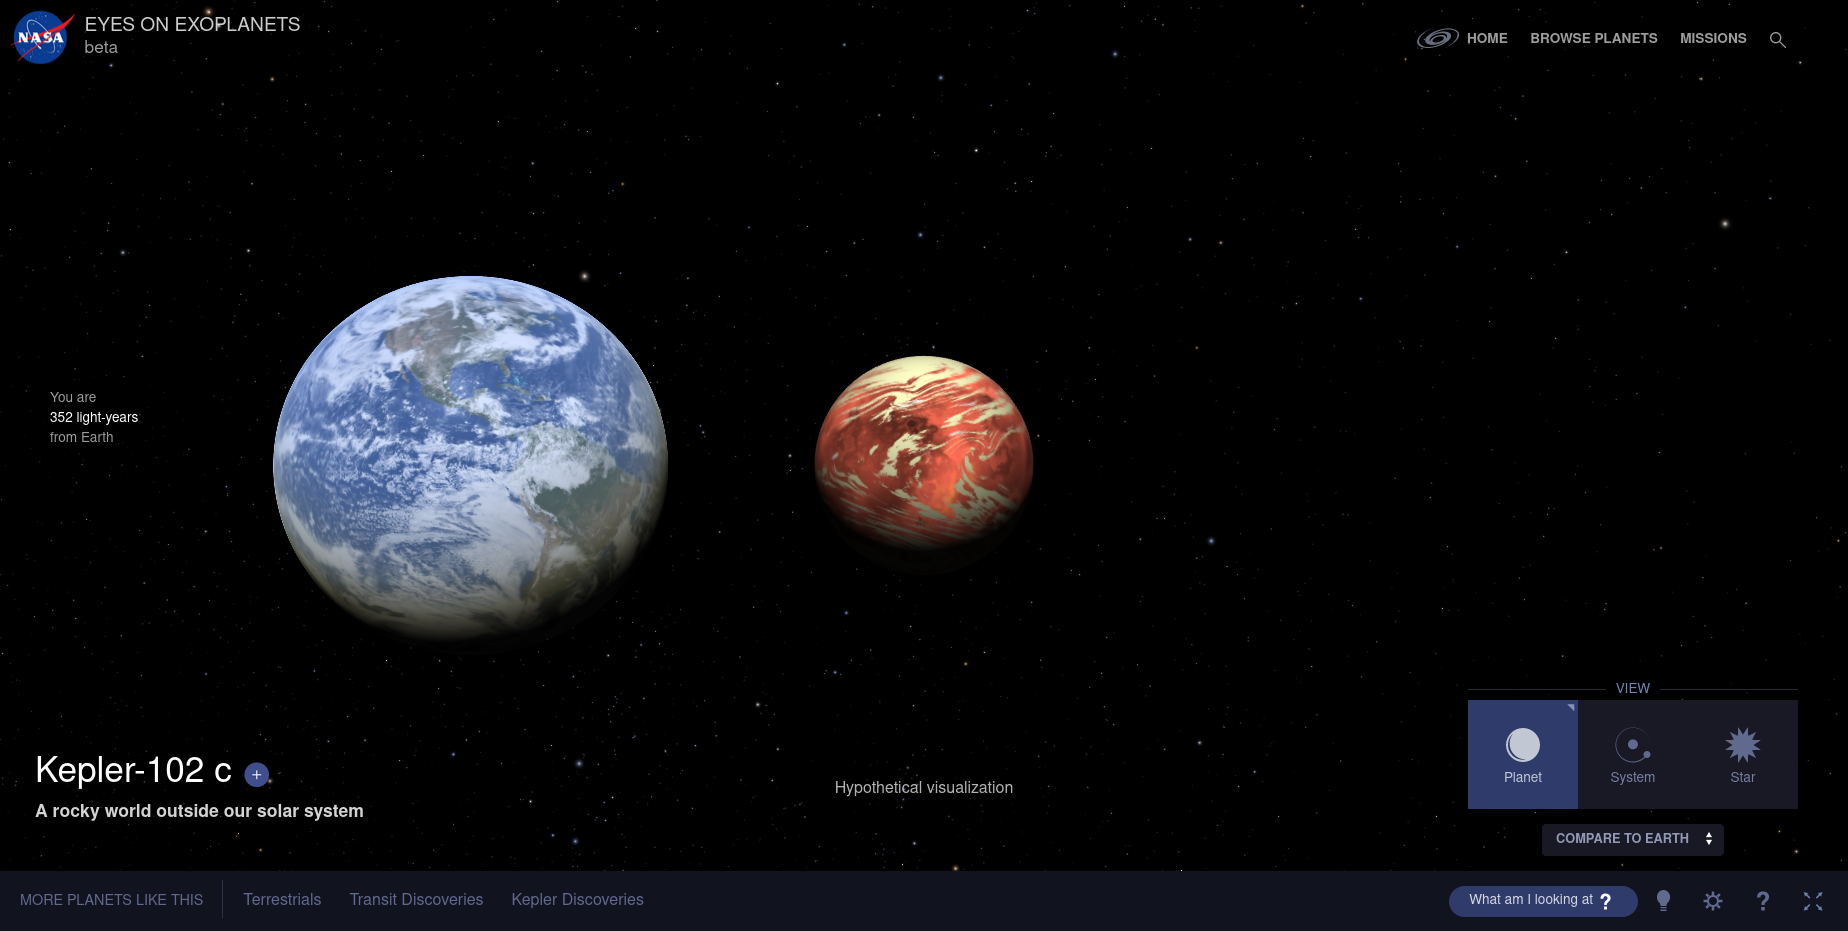 NASA
EYES ON EXOPLANETS
beta
HOME
BROWSE PLANETS
MISSIONS
You are
352 light-years
from Earth
Kepler-102 c +
A rocky world outside our solar system
Hypothetical visualization
VIEW
Planet
System
Star
COMPARE TO EARTH
MORE PLANETS LIKE THIS
Terrestrials
Transit Discoveries
Kepler Discoveries
What am I looking at ?
?